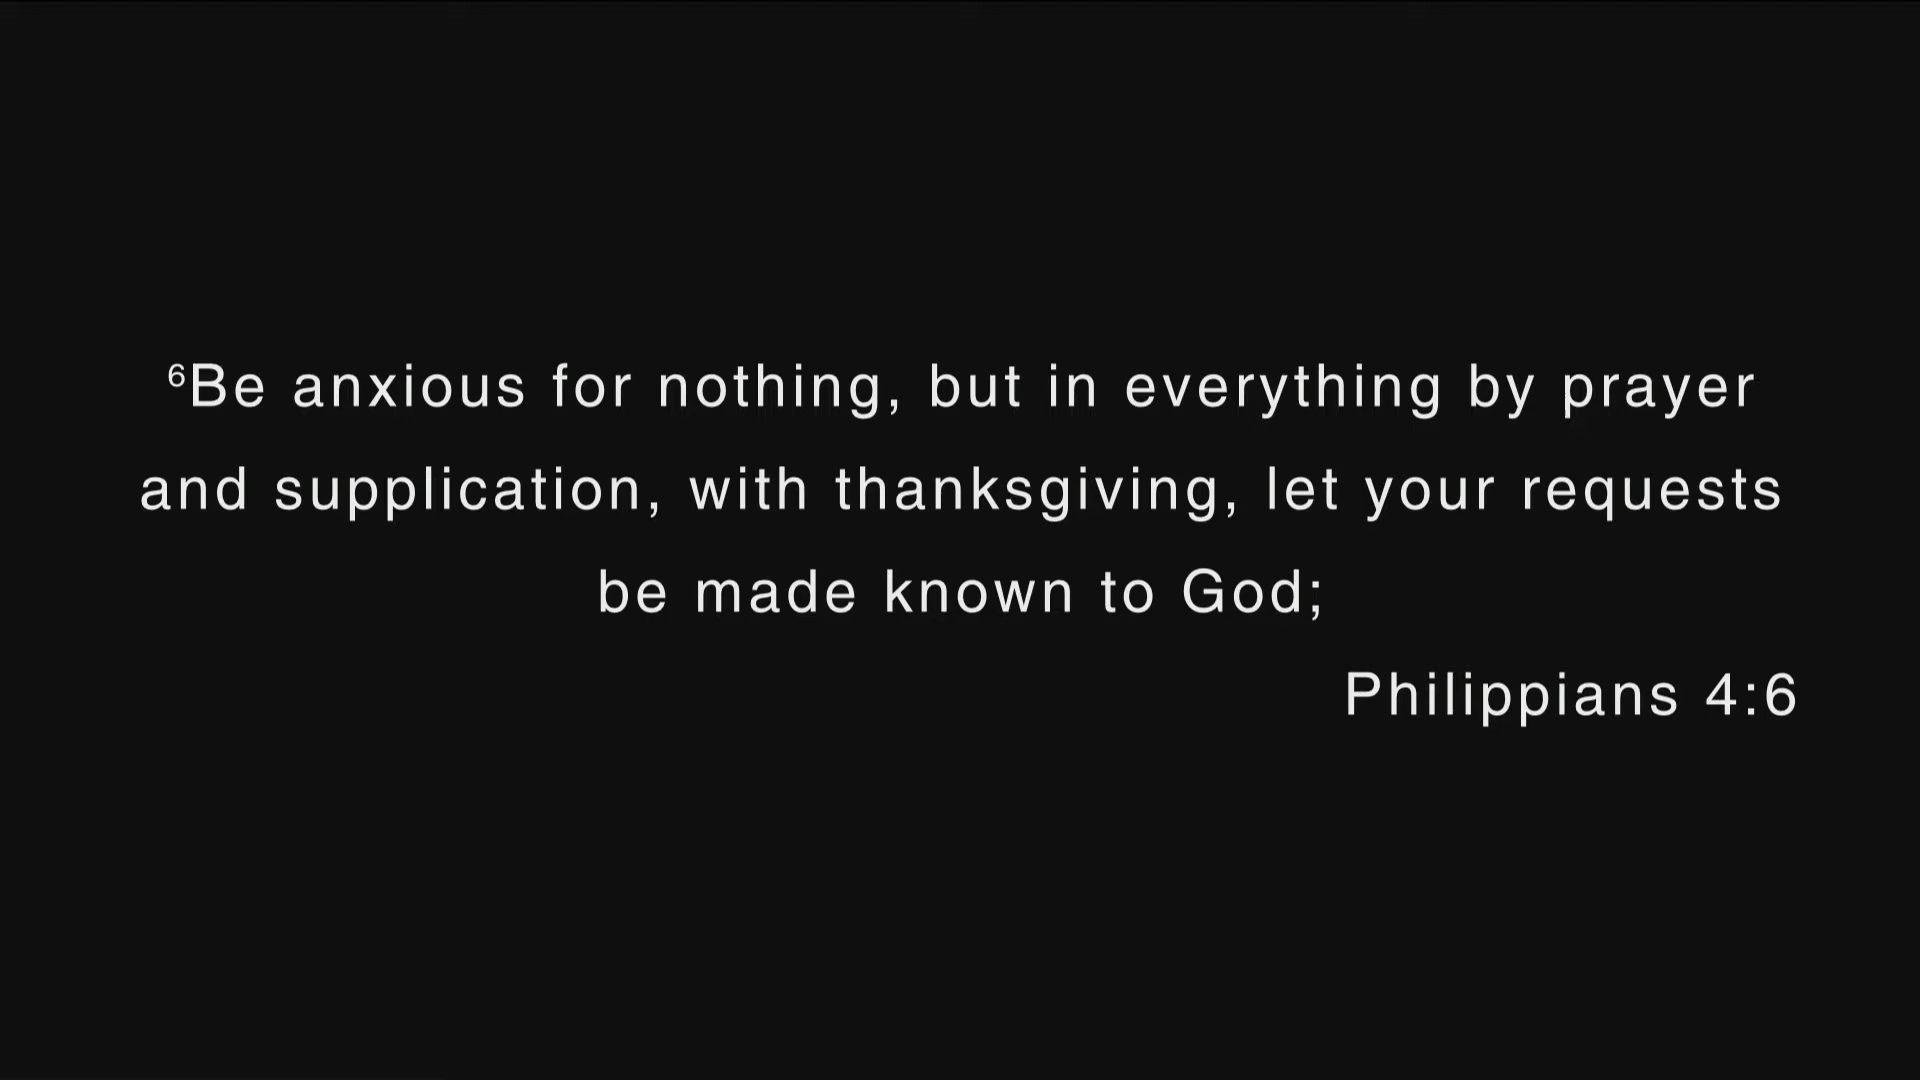 ⁶Be anxious for nothing, but in everything by prayer
and supplication, with thanksgiving, let your requests
be made known to God;
Philippians 4:6